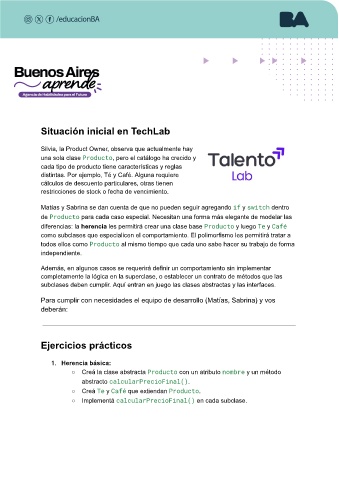 /educacionBA
BA
Buenos Aires
aprende
Agencia de Habilidades para el Futuro
Situación inicial en TechLab
Silvia, la Product Owner, observa que actualmente hay
una sola clase Producto, pero el catálogo ha crecido y
cada tipo de producto tiene características y reglas
distintas. Por ejemplo, Té y Café. Alguna requiere
cálculos de descuento particulares, otras tienen
restricciones de stock o fecha de vencimiento.
Talento
Lab
Matías y Sabrina se dan cuenta de que no pueden seguir agregando if y switch dentro
de Producto para cada caso especial. Necesitan una forma más elegante de modelar las
diferencias: la herencia les permitirá crear una clase base Producto y luego Te y Café
como subclases que especialicen el comportamiento. El polimorfismo les permitirá tratar a
todos ellos como Producto al mismo tiempo que cada uno sabe hacer su trabajo de forma
independiente.
Además, en algunos casos se requerirá definir un comportamiento sin implementar
completamente la lógica en la superclase, o establecer un contrato de métodos que las
subclases deben cumplir. Aquí entran en juego las clases abstractas y las interfaces.
Para cumplir con necesidades el equipo de desarrollo (Matías, Sabrina) y vos
deberán:
Ejercicios prácticos
1. Herencia básica:
○ Creá la clase abstracta Producto con un atributo nombre y un método
abstracto calcularPrecioFinal().
○ Creá Te y Café que extiendan Producto.
○ Implementá calcularPrecioFinal() en cada subclase.